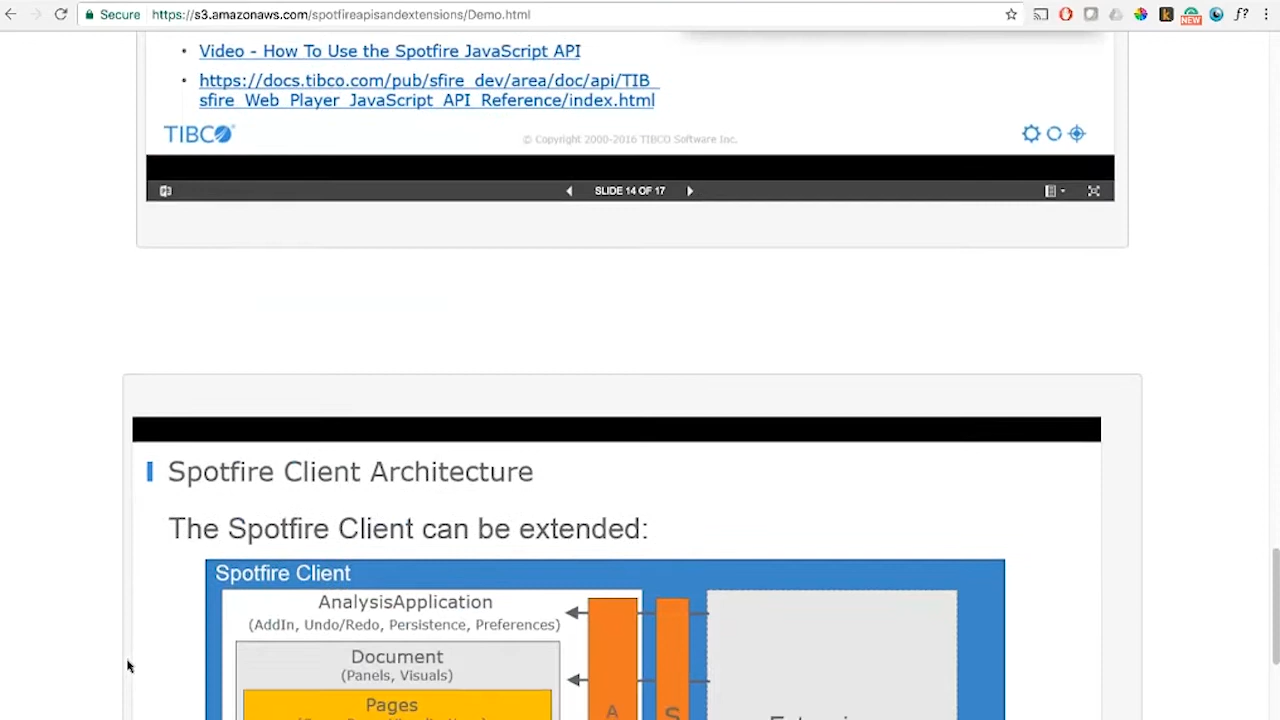 Secure
https://s3.amazonaws.com/spotfireapisandextensions/Demo.html
NEW
f?
• Video - How To Use the Spotfire JavaScript API
• https://docs.tibco.com/pub/sfire_dev/area/doc/api/TIB_
sfire_Web_Player_JavaScript_API_Reference/index.html
TIBCO
© Copyright 2000-2016 TIBCO Software Inc.
SLIDE 14 OF 17
Spotfire Client Architecture
The Spotfire Client can be extended:
Spotfire Client
AnalysisApplication
(AddIn, Undo/Redo, Persistence, Preferences)
Document
(Panels, Visuals)
Pages
A
S